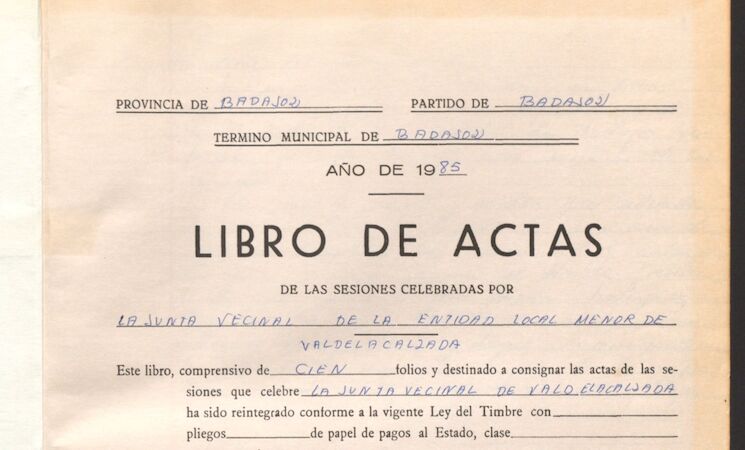 PROVINCIA DE BADAJOZ PARTIDO DE BADAJOZ
TERMINO MUNICIPAL DE BADAJOZ
AÑO DE 1985
LIBRO DE ACTAS
DE LAS SESIONES CELEBRADAS POR
LA JUNTA VECINAL DE LA ENTIDAD LOCAL MENOR DE
VALDELACALZADA
Este libro, comprensivo de CIEN folios y destinado a consignar las actas de las se-
siones que celebre LA JUNTA VECINAL DE VALDELACALZADA
ha sido reintegrado conforme a la vigente Ley del Timbre con
pliegos de papel de pagos al Estado, clase